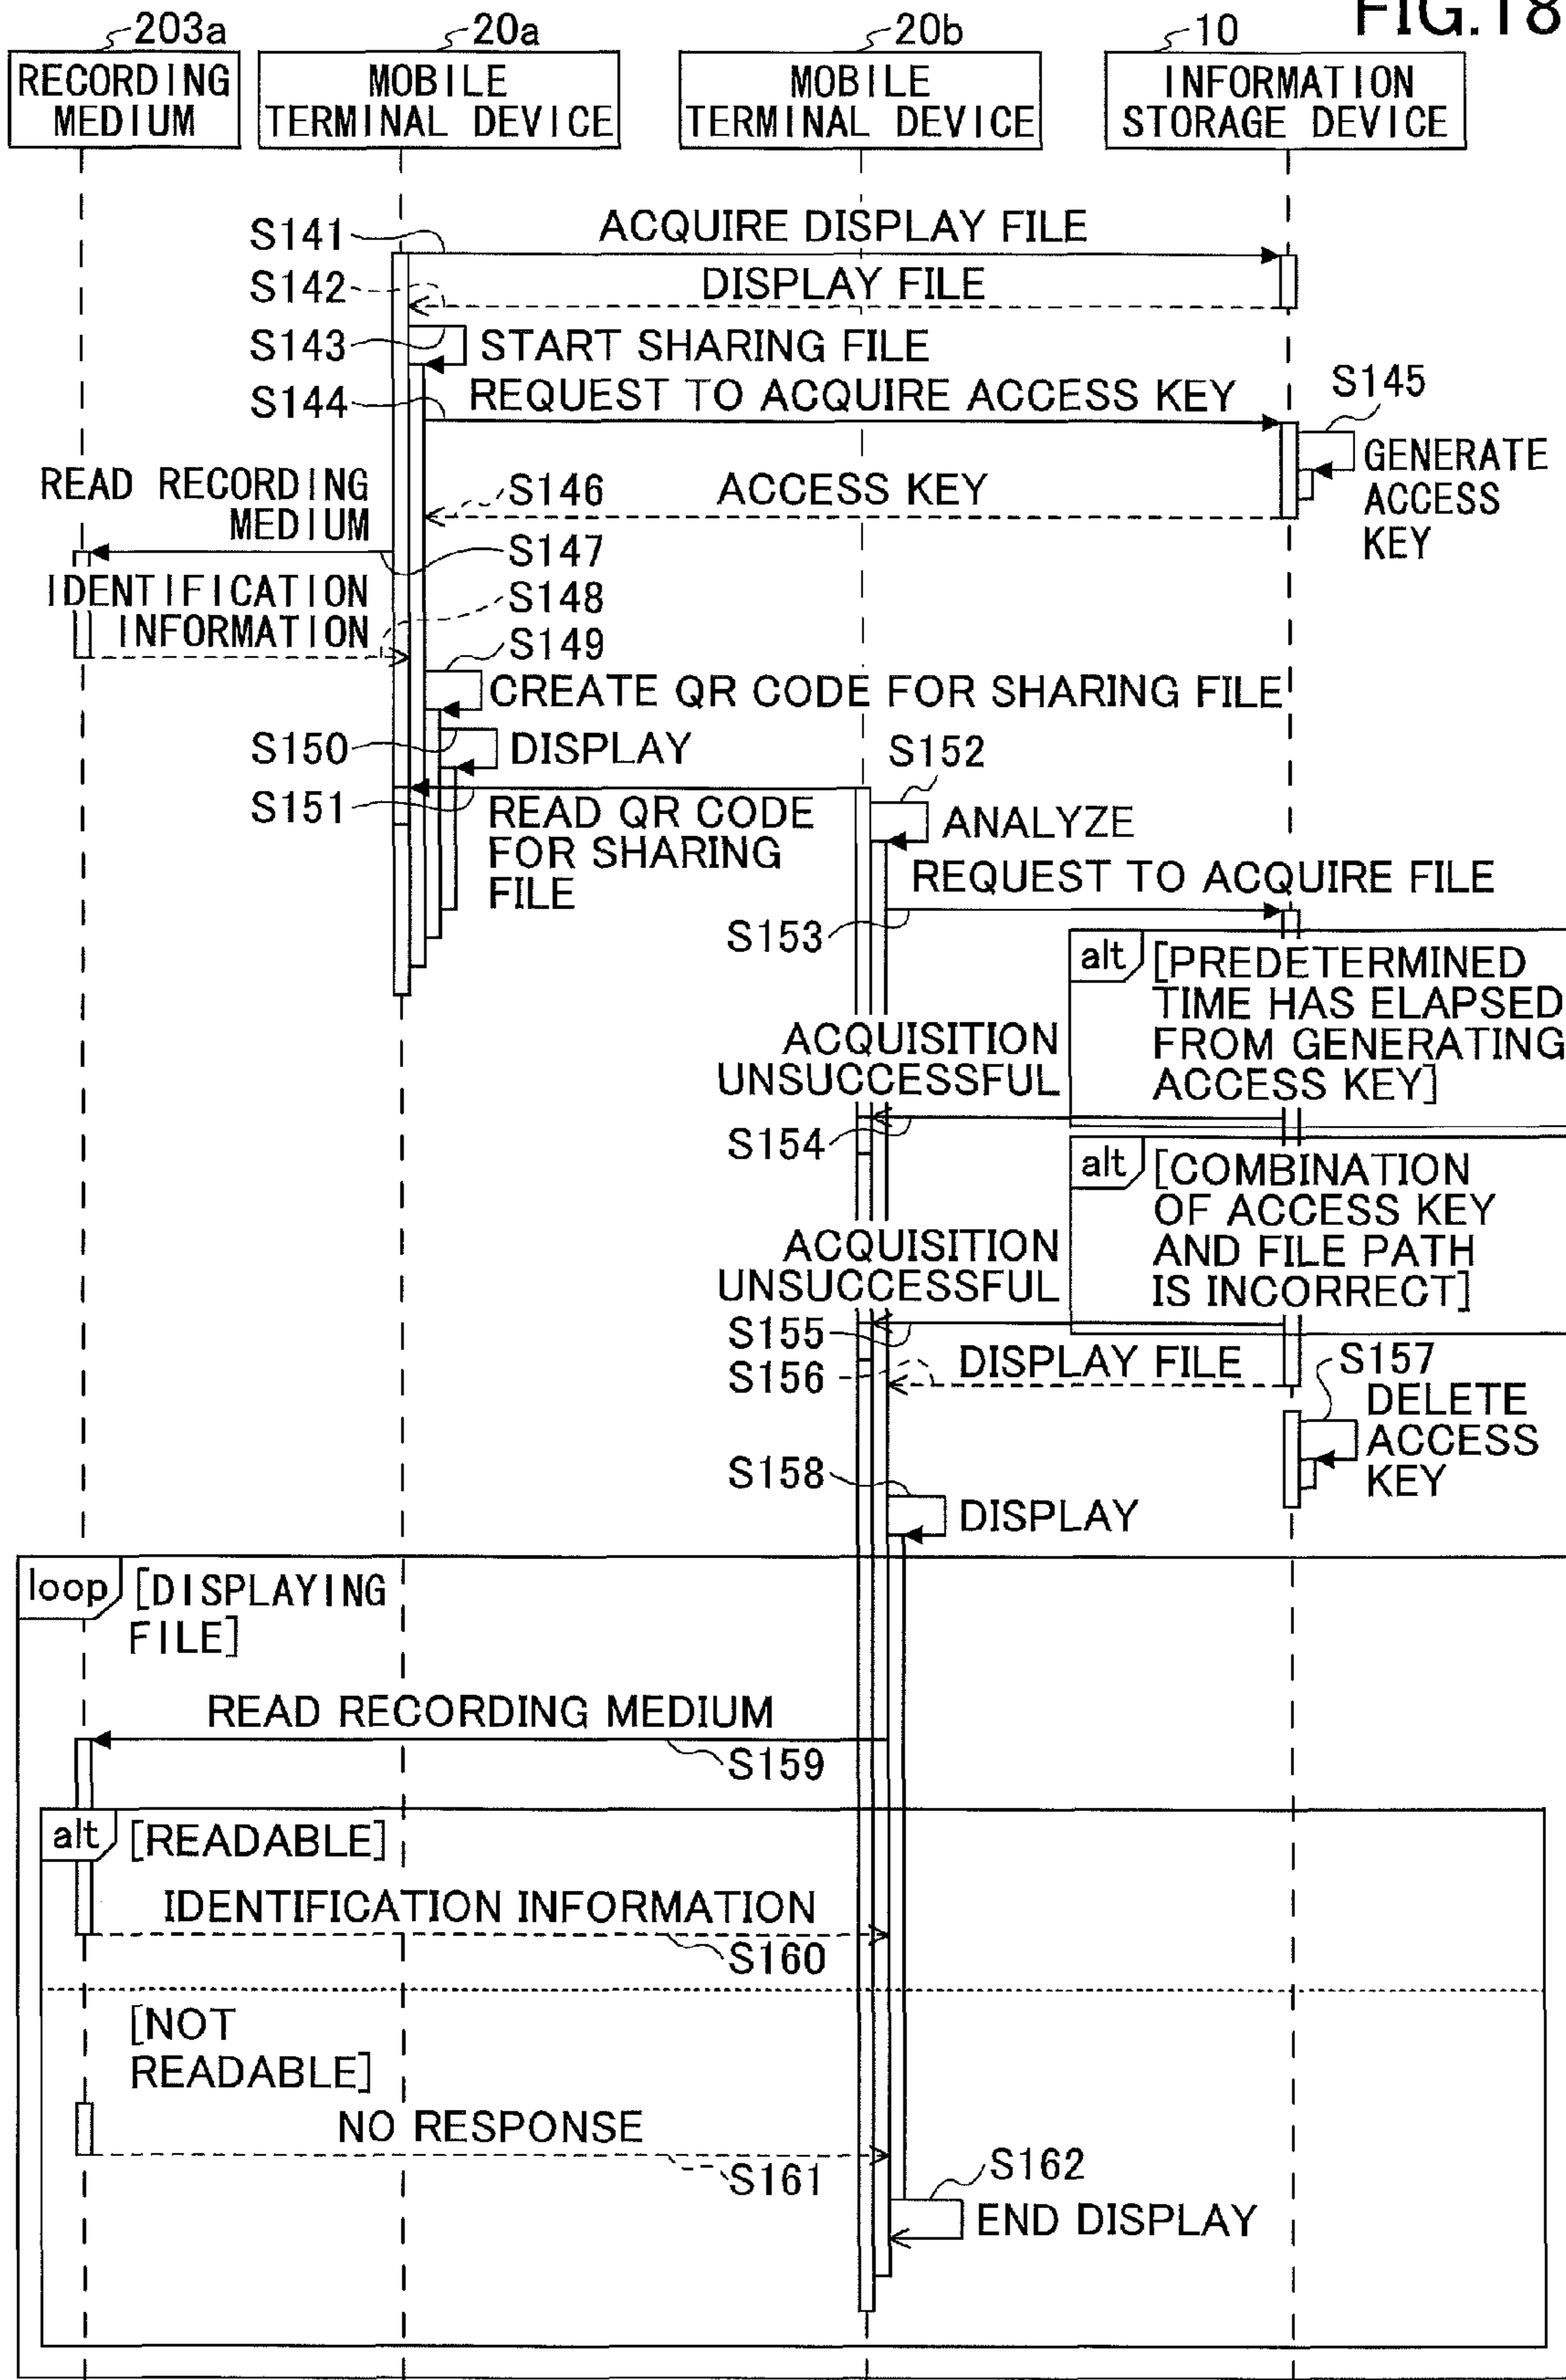 FIG.18
203a
20a
20b
10
RECORDING
MEDIUM
MOBILE
TERMINAL DEVICE
MOBILE
TERMINAL DEVICE
INFORMATION
STORAGE DEVICE
S141
ACQUIRE DISPLAY FILE
S142
DISPLAY FILE
S143
START SHARING FILE
S144
REQUEST TO ACQUIRE ACCESS KEY
S145
GENERATE
ACCESS
KEY
READ RECORDING
MEDIUM
S146
ACCESS KEY
S147
IDENTIFICATION
INFORMATION
S148
S149
CREATE QR CODE FOR SHARING FILE
S150
DISPLAY
S152
S151
READ QR CODE
FOR SHARING
FILE
ANALYZE
REQUEST TO ACQUIRE FILE
S153
alt
[PREDETERMINED
TIME HAS ELAPSED
FROM GENERATING
ACCESS KEY]
ACQUISITION
UNSUCCESSFUL
S154
alt
[COMBINATION
OF ACCESS KEY
AND FILE PATH
IS INCORRECT]
ACQUISITION
UNSUCCESSFUL
S155
S156
DISPLAY FILE
S157
DELETE
ACCESS
KEY
S158
DISPLAY
loop
[DISPLAYING
FILE]
READ RECORDING MEDIUM
S159
alt
[READABLE]
IDENTIFICATION INFORMATION
S160
[NOT
READABLE]
NO RESPONSE
S161
S162
END DISPLAY